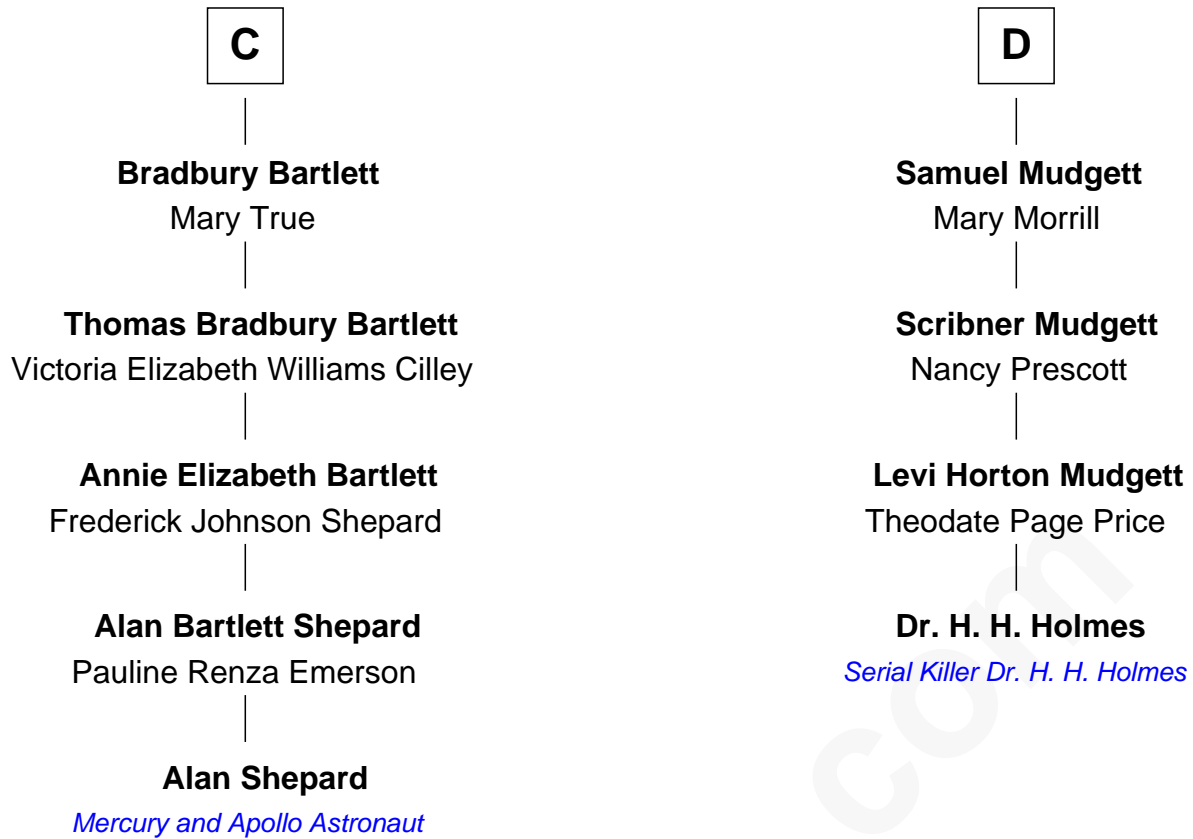 C
Bradbury Bartlett
Mary True
Thomas Bradbury Bartlett
Victoria Elizabeth Williams Cilley
Annie Elizabeth Bartlett
Frederick Johnson Shepard
Alan Bartlett Shepard
Pauline Renza Emerson
Alan Shepard
Mercury and Apollo Astronaut
D
Samuel Mudgett
Mary Morrill
Scribner Mudgett
Nancy Prescott
Levi Horton Mudgett
Theodate Page Price
Dr. H. H. Holmes
Serial Killer Dr. H. H. Holmes
com